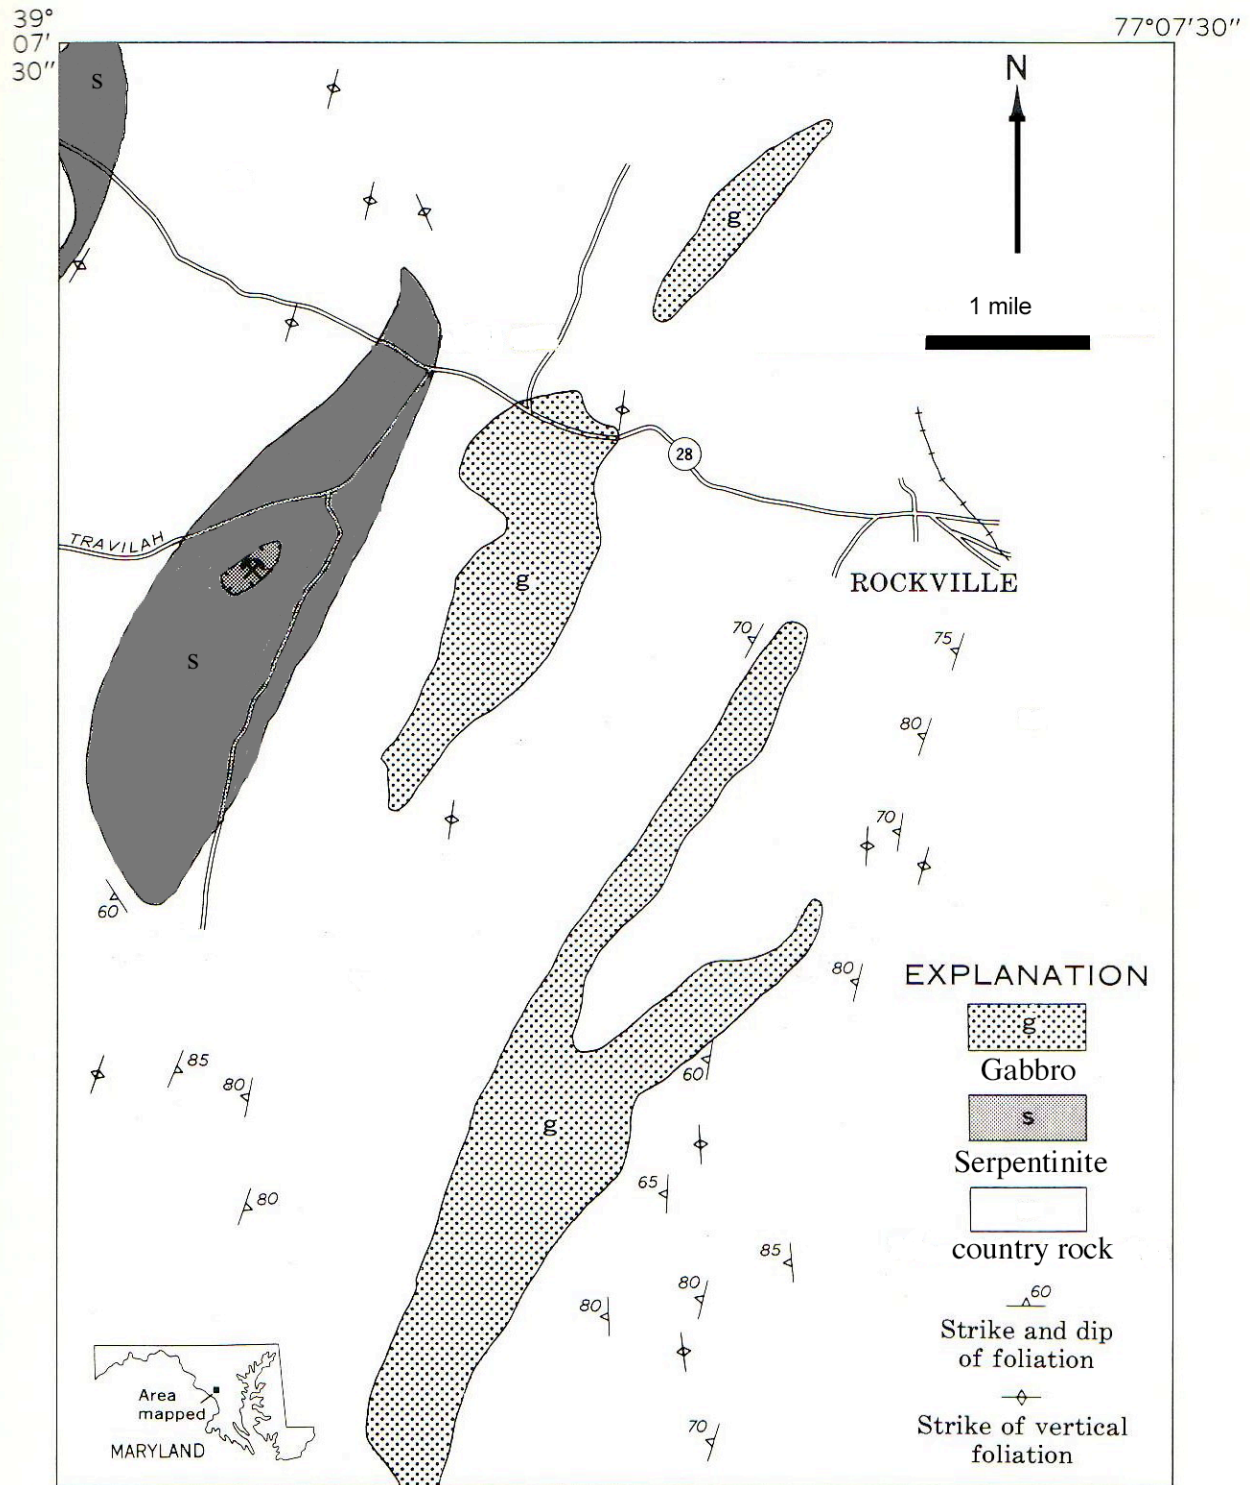 39°
07'
30"
77°07'30"
S
N
g
1 mile
28
TRAVILAH
ROCKVILLE
g
70
75
S
80
70
60
80
EXPLANATION
g
Gabbro
85
80
60
s
Serpentinite
g
65
80
country rock
85
80
80
60
Strike and dip
of foliation
Area
mapped
MARYLAND
70
Strike of vertical
foliation